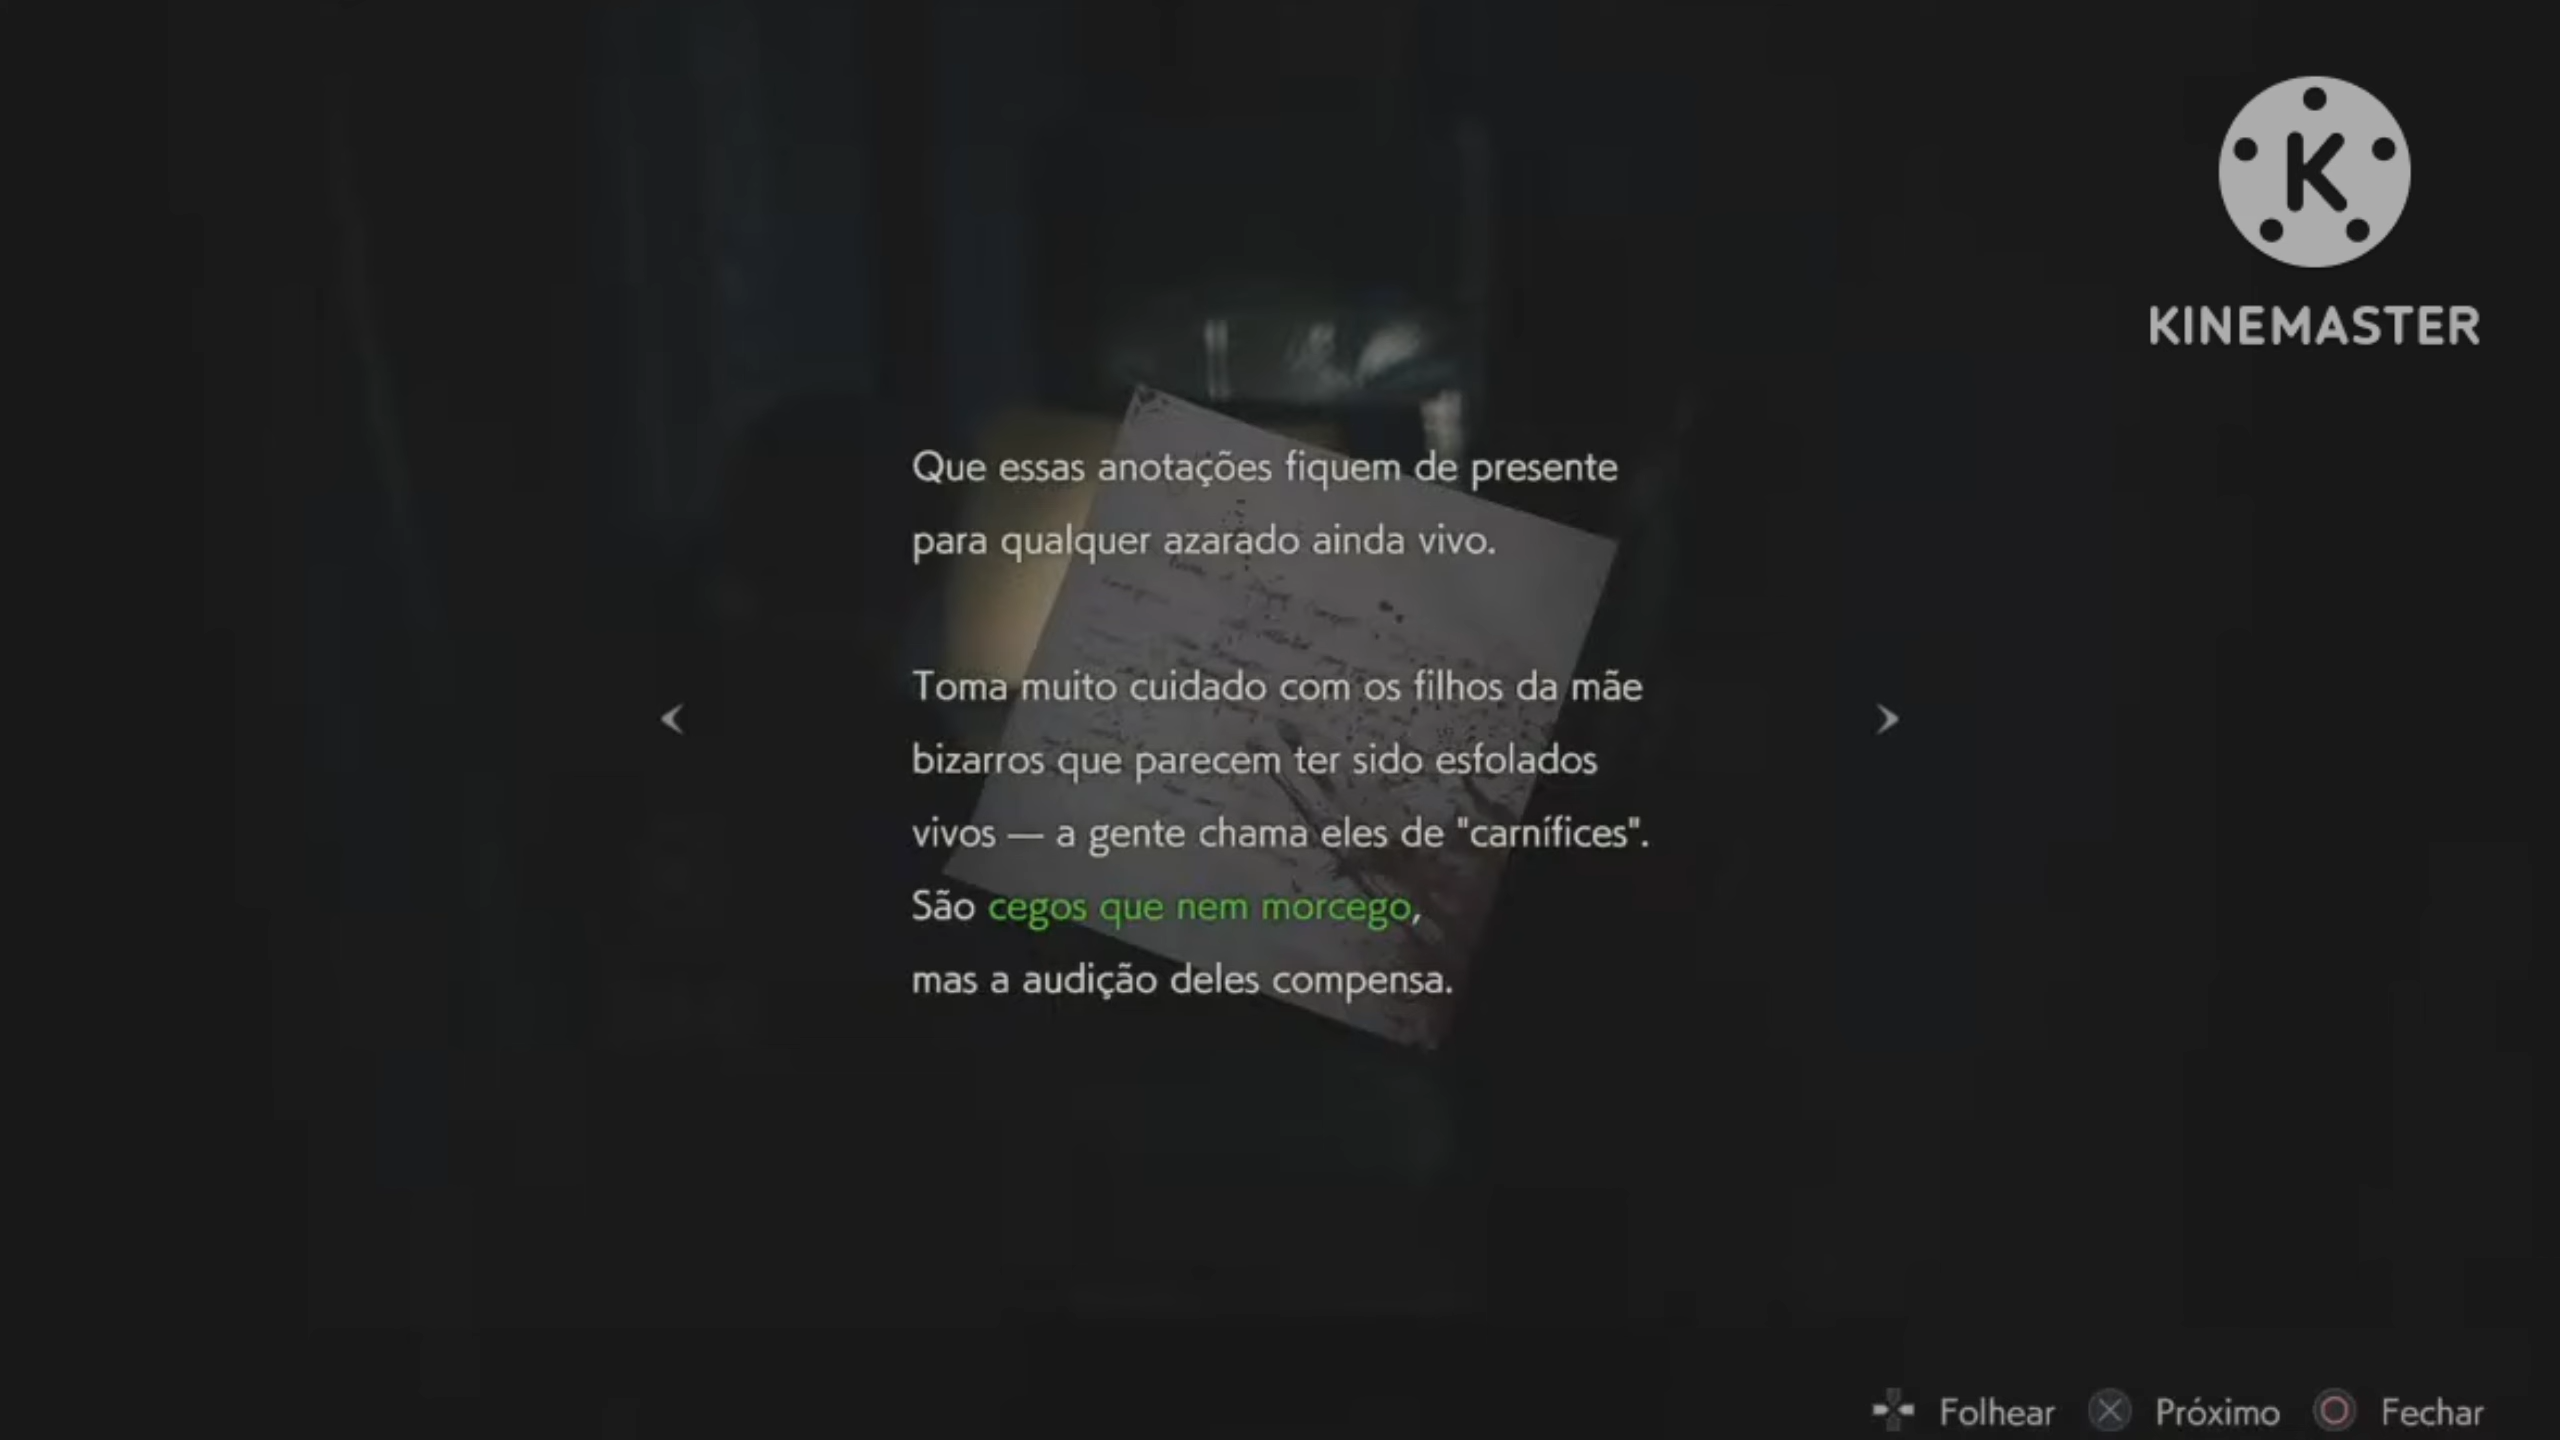 K
KINEMASTER
Que essas anotações fiquem de presente
para qualquer azarado ainda vivo.
Toma muito cuidado com os filhos da mãe
bizarros que parecem ter sido esfolados
vivos — a gente chama eles de "carnífices".
São cegos que nem morcego,
mas a audição deles compensa.
Folhear Próximo Fechar